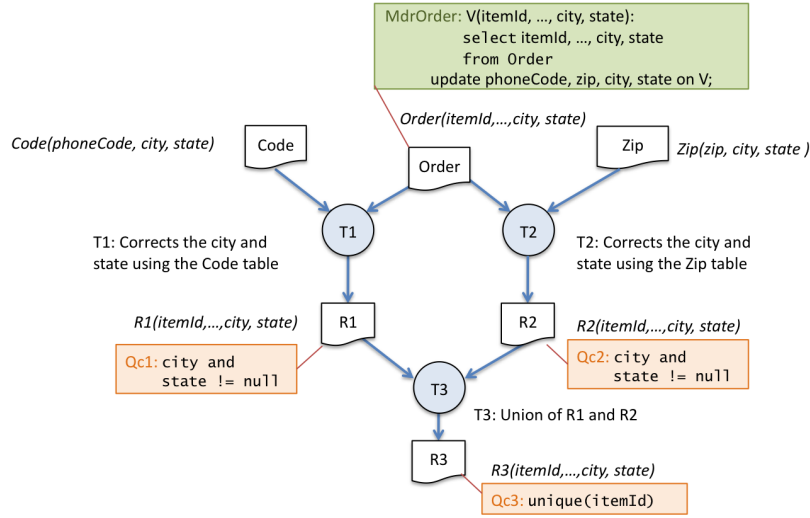 MdrOrder: V(itemId, ..., city, state):
select itemId, ..., city, state
from Order
update phoneCode, zip, city, state on V;
Order(itemId,...,city, state)
Code(phoneCode, city, state)
Code
Order
Zip
Zip(zip, city, state )
T1
T2
T1: Corrects the city and
state using the Code table
T2: Corrects the city and
state using the Zip table
R1(itemId,...,city, state)
R1
R2
R2(itemId,...,city, state)
Qc1: city and
state != null
Qc2: city and
state != null
T3
T3: Union of R1 and R2
R3
R3(itemId,...,city, state)
Qc3: unique(itemId)